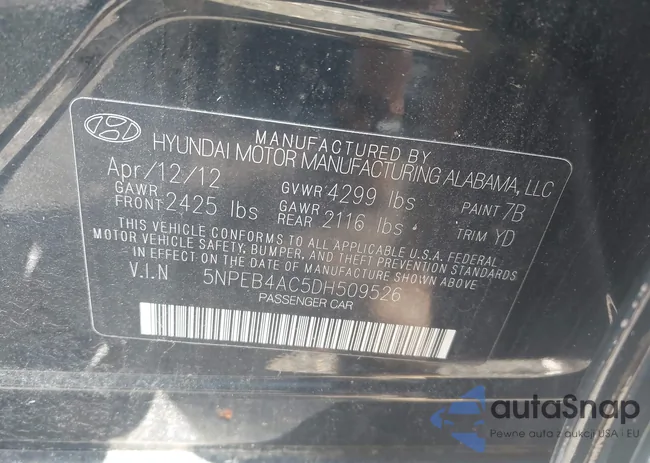 MANUFACTURED BY
HYUNDAI MOTOR MANUFACTURING ALABAMA, LLC
Apr/12/12 GVWR 4299 lbs PAINT 7B
GAWR FRONT 2425 lbs GAWR REAR 2116 lbs TRIM YD
THIS VEHICLE CONFORMS TO ALL APPLICABLE U.S.A. FEDERAL
MOTOR VEHICLE SAFETY, BUMPER, AND THEFT PREVENTION STANDARDS
IN EFFECT ON THE DATE OF MANUFACTURE SHOWN ABOVE
V.I.N 5NPEB4AC5DH509526
PASSENGER CAR
autaSnap
Pewne auta z aukcji USA i EU